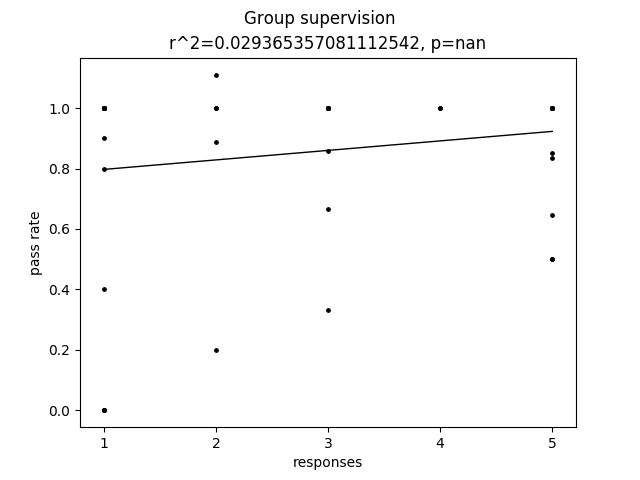 Group supervision
r^2=0.029365357081112542, p=nan
1.0
0.8
0.6
0.4
0.2
0.0
pass rate
1 2 3 4 5
responses